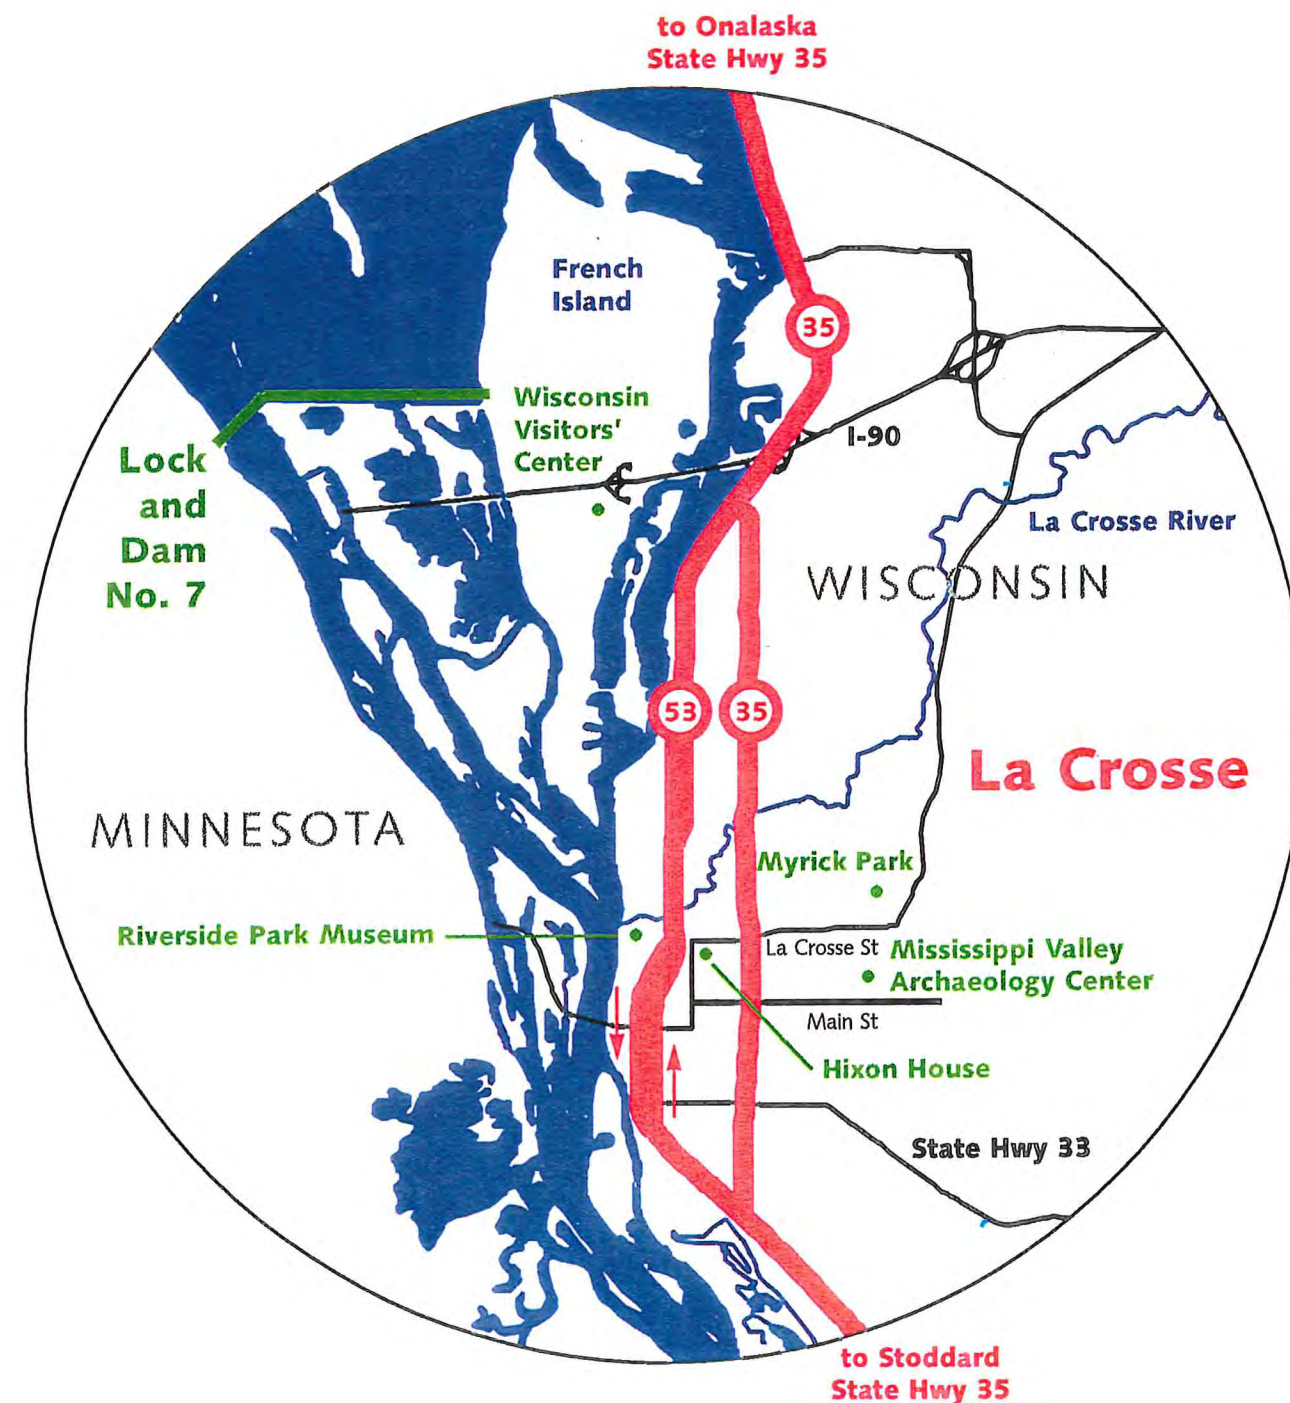 to Onalaska
State Hwy 35
French
Island
35
Wisconsin
Visitors'
Center
I-90
Lock
and
Dam
No. 7
La Crosse River
WISCONSIN
53
35
La Crosse
MINNESOTA
Myrick Park
Riverside Park Museum
La Crosse St
Mississippi Valley
Archaeology Center
Main St
Hixon House
State Hwy 33
to Stoddard
State Hwy 35